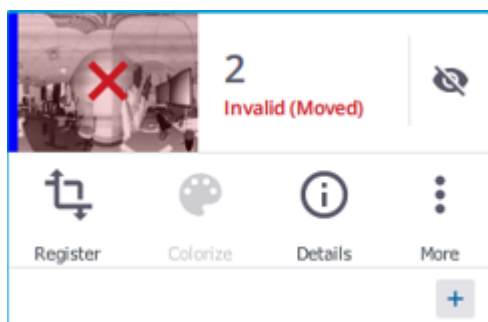 2
Invalid (Moved)
Register
Colorize
Details
More